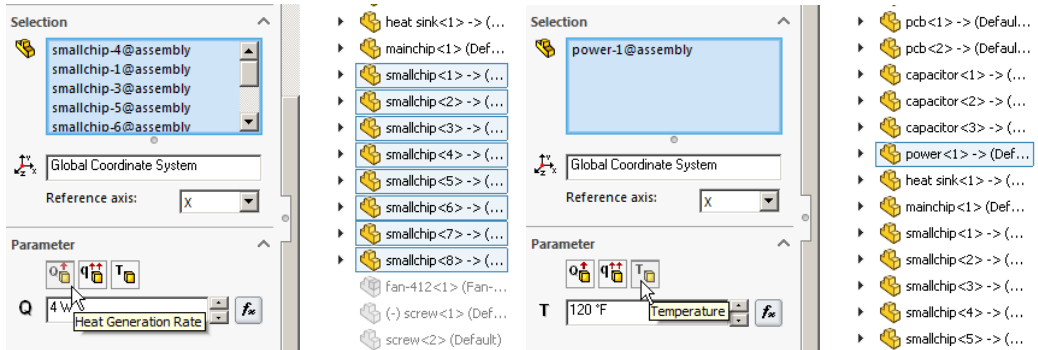 Selection
smallchip-4@assembly
smallchip-1@assembly
smallchip-3@assembly
smallchip-5@assembly
smallchip-6@assembly
Global Coordinate System
Reference axis:
X
Parameter
Q
4 W
Heat Generation Rate
heat sink<1> -> (...
mainchip<1> (Def...
smallchip<1> -> (...
smallchip<2> -> (...
smallchip<3> -> (...
smallchip<4> -> (...
smallchip<5> -> (...
smallchip<6> -> (...
smallchip<7> -> (...
smallchip<8> -> (...
fan-412<1> (Fan-...
(-) screw<1> (Def...
screw<2> (Default)
Selection
power-1@assembly
Global Coordinate System
Reference axis:
X
Parameter
T
120 °F
Temperature
pcb<1> -> (Defaul...
pcb<2> -> (Defaul...
capacitor<1> -> (...
capacitor<2> -> (...
capacitor<3> -> (...
power<1> -> (Def...
heat sink<1> -> (...
mainchip<1> (Def...
smallchip<1> -> (...
smallchip<2> -> (...
smallchip<3> -> (...
smallchip<4> -> (...
smallchip<5> -> (...